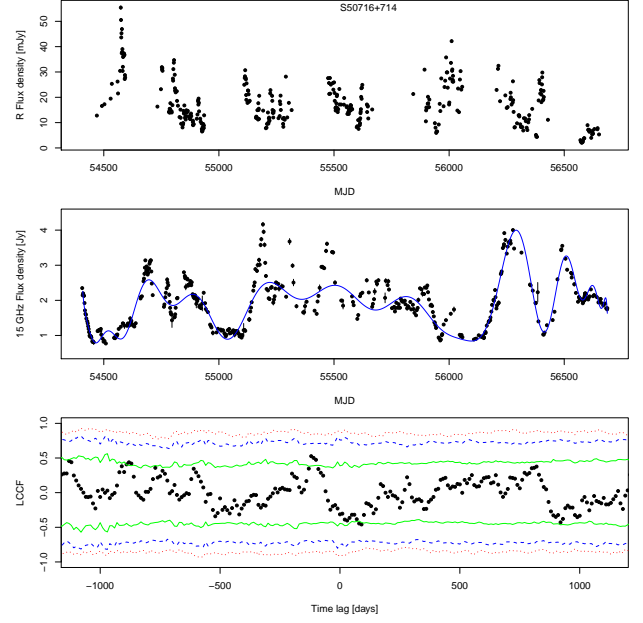 S50716+714
R Flux density [mJy]
50
40
30
20
10
0
54500 55000 55500 56000 56500
MJD
15 GHz Flux density [Jy]
4
3
2
1
54500 55000 55500 56000 56500
MJD
LCCF
1.0
0.5
0.0
−0.5
−1.0
−1000 −500 0 500 1000
Time lag [days]